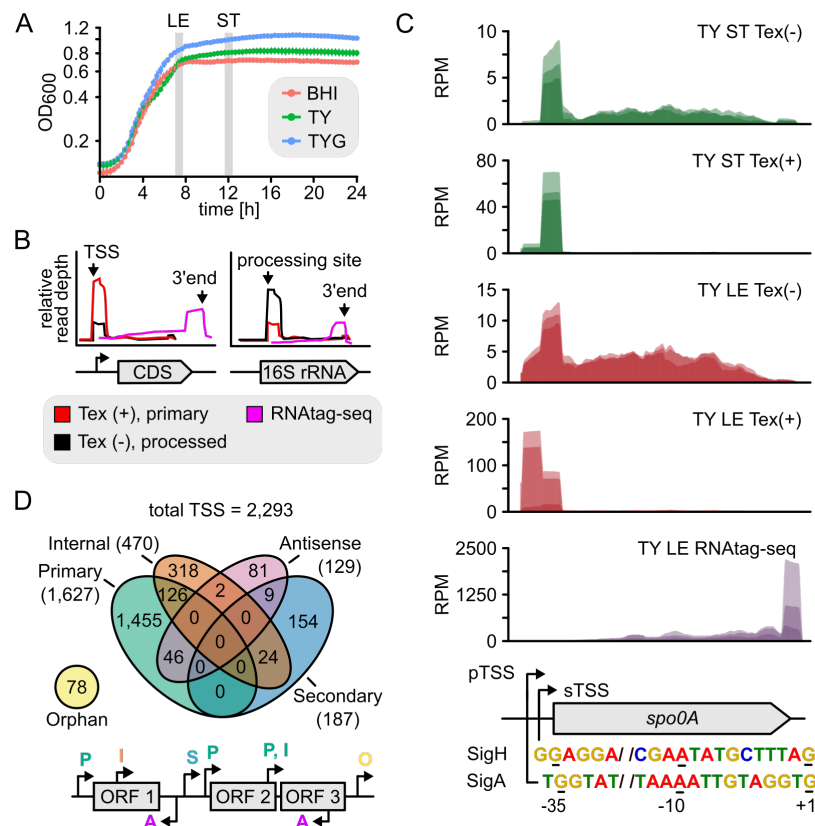 A
LE ST
1.2
0.8
0.6
0.4
0.2
OD600
BHI
TY
TYG
0 4 8 12 16 20 24
time [h]
B
relative
read depth
TSS
3'end
processing site
3'end
CDS
16S rRNA
Tex (+), primary
RNAtag-seq
Tex (-), processed
C
TY ST Tex(-)
RPM
10
5
0
TY ST Tex(+)
RPM
80
40
0
TY LE Tex(-)
RPM
15
10
5
0
TY LE Tex(+)
RPM
200
100
0
TY LE RNAtag-seq
RPM
2500
1250
0
pTSS
sTSS
spo0A
SigH GGAGGA//CGAATATGCTTTAG
SigA TGGTAT//TAAAATTGTAGGTG
-35 -10 +1
D
total TSS = 2,293
Internal (470)
Antisense
(129)
Primary
(1,627)
318 81
126 2 9
1,455 0 0 154
0
46 0 0 24
0
Secondary
(187)
78
Orphan
P I S P P, I O
ORF 1 ORF 2 ORF 3
A A